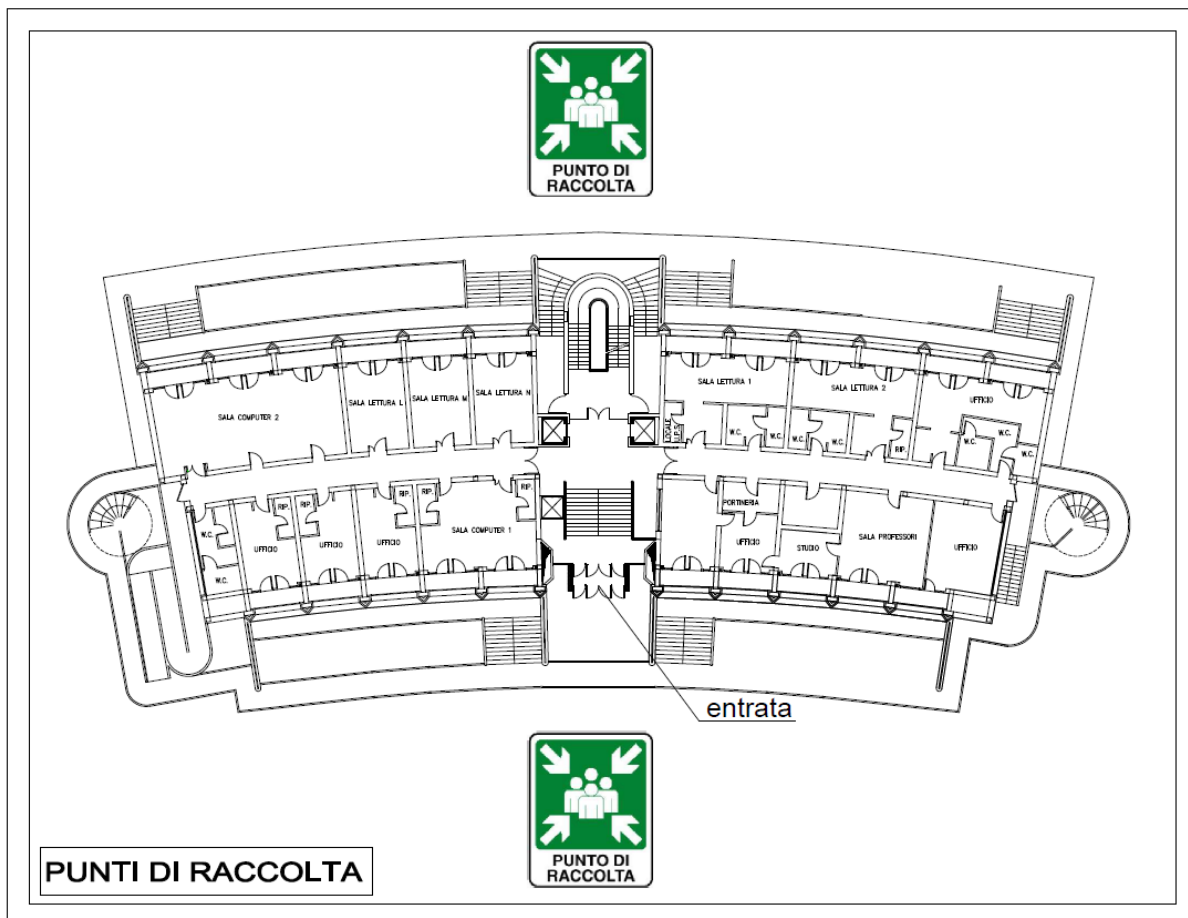 PUNTO DI
RACCOLTA
SALA COMPUTER 2
SALA LETTURA L
SALA LETTURA M
SALA LETTURA N
SALA LETTURA 1
SALA LETTURA 2
UFFICIO
LOCALE
W.C.
W.C.
W.C.
W.C.
RIP.
W.C.
W.C.
W.C.
W.C.
W.C.
RIP.
UFFICIO
RIP.
UFFICIO
UFFICIO
RIP.
RIP.
SALA COMPUTER 1
RIP.
PORTINERIA
UFFICIO
STUDIO
SALA PROFESSORI
UFFICIO
entrata
PUNTO DI
RACCOLTA
PUNTI DI RACCOLTA